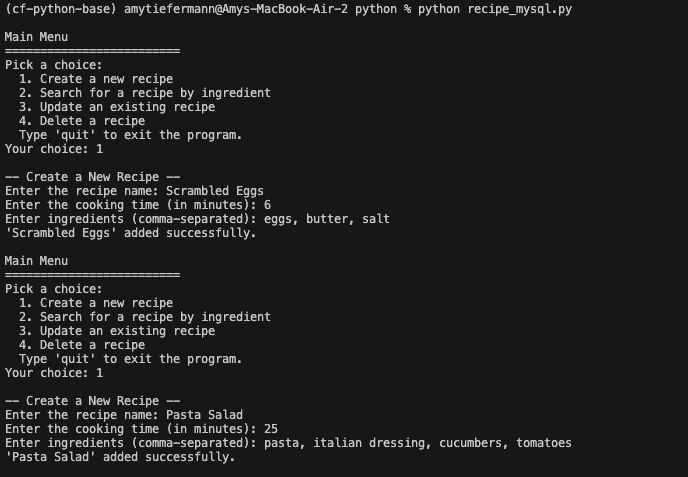 (cf-python-base) amytiefermann@Amys-MacBook-Air-2 python % python recipe_mysql.py
Main Menu
=========================
Pick a choice:
  1. Create a new recipe
  2. Search for a recipe by ingredient
  3. Update an existing recipe
  4. Delete a recipe
  Type 'quit' to exit the program.
Your choice: 1
-- Create a New Recipe --
Enter the recipe name: Scrambled Eggs
Enter the cooking time (in minutes): 6
Enter ingredients (comma-separated): eggs, butter, salt
'Scrambled Eggs' added successfully.
Main Menu
=========================
Pick a choice:
  1. Create a new recipe
  2. Search for a recipe by ingredient
  3. Update an existing recipe
  4. Delete a recipe
  Type 'quit' to exit the program.
Your choice: 1
-- Create a New Recipe --
Enter the recipe name: Pasta Salad
Enter the cooking time (in minutes): 25
Enter ingredients (comma-separated): pasta, italian dressing, cucumbers, tomatoes
'Pasta Salad' added successfully.